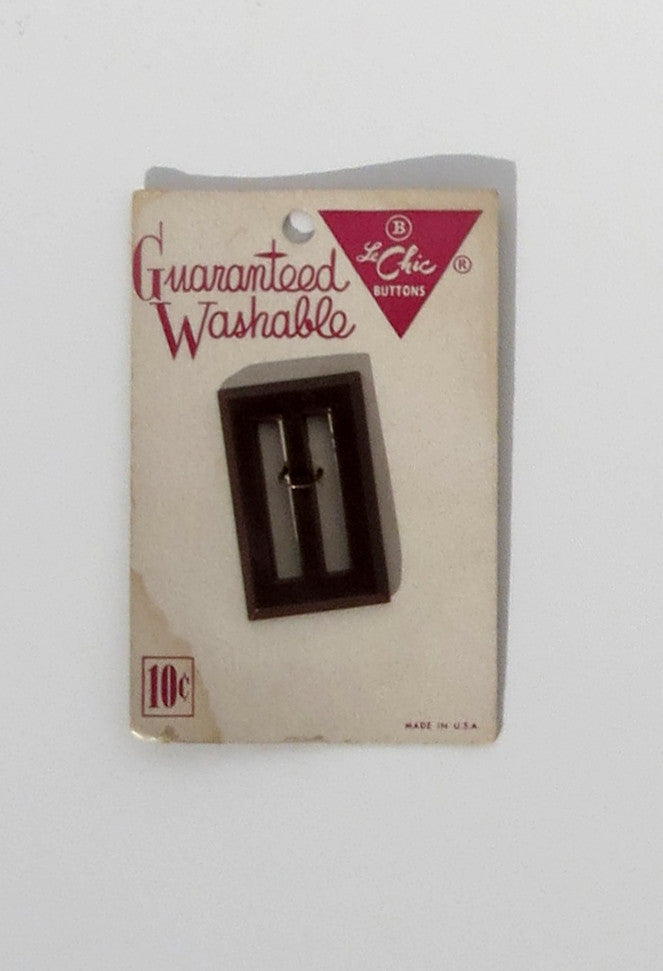 Guaranteed
Washable
B
Le Chic
®
BUTTONS
10¢
MADE IN U.S.A.